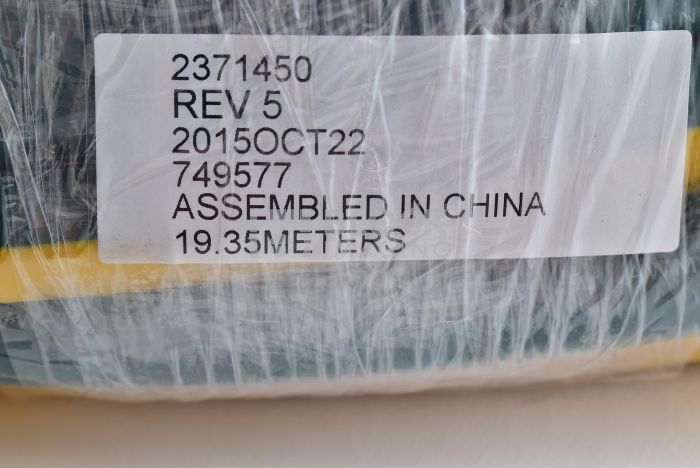 2371450
REV 5
2015OCT22
749577
ASSEMBLED IN CHINA
19.35METERS